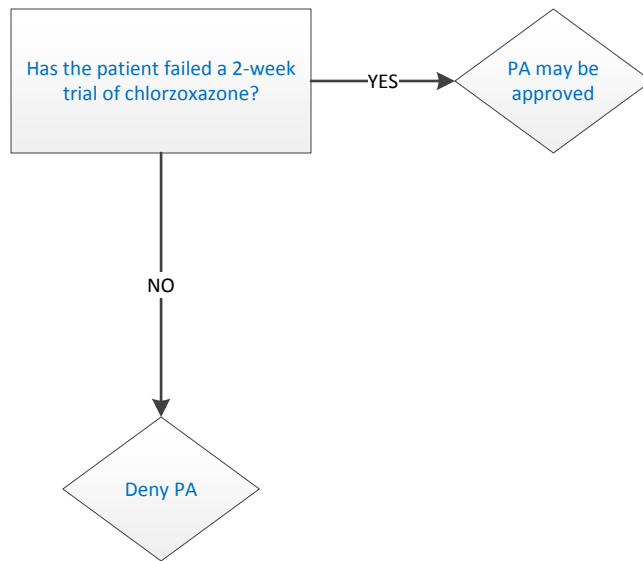 Has the patient failed a 2-week
trial of chlorzoxazone?
YES
PA may be
approved
NO
Deny PA